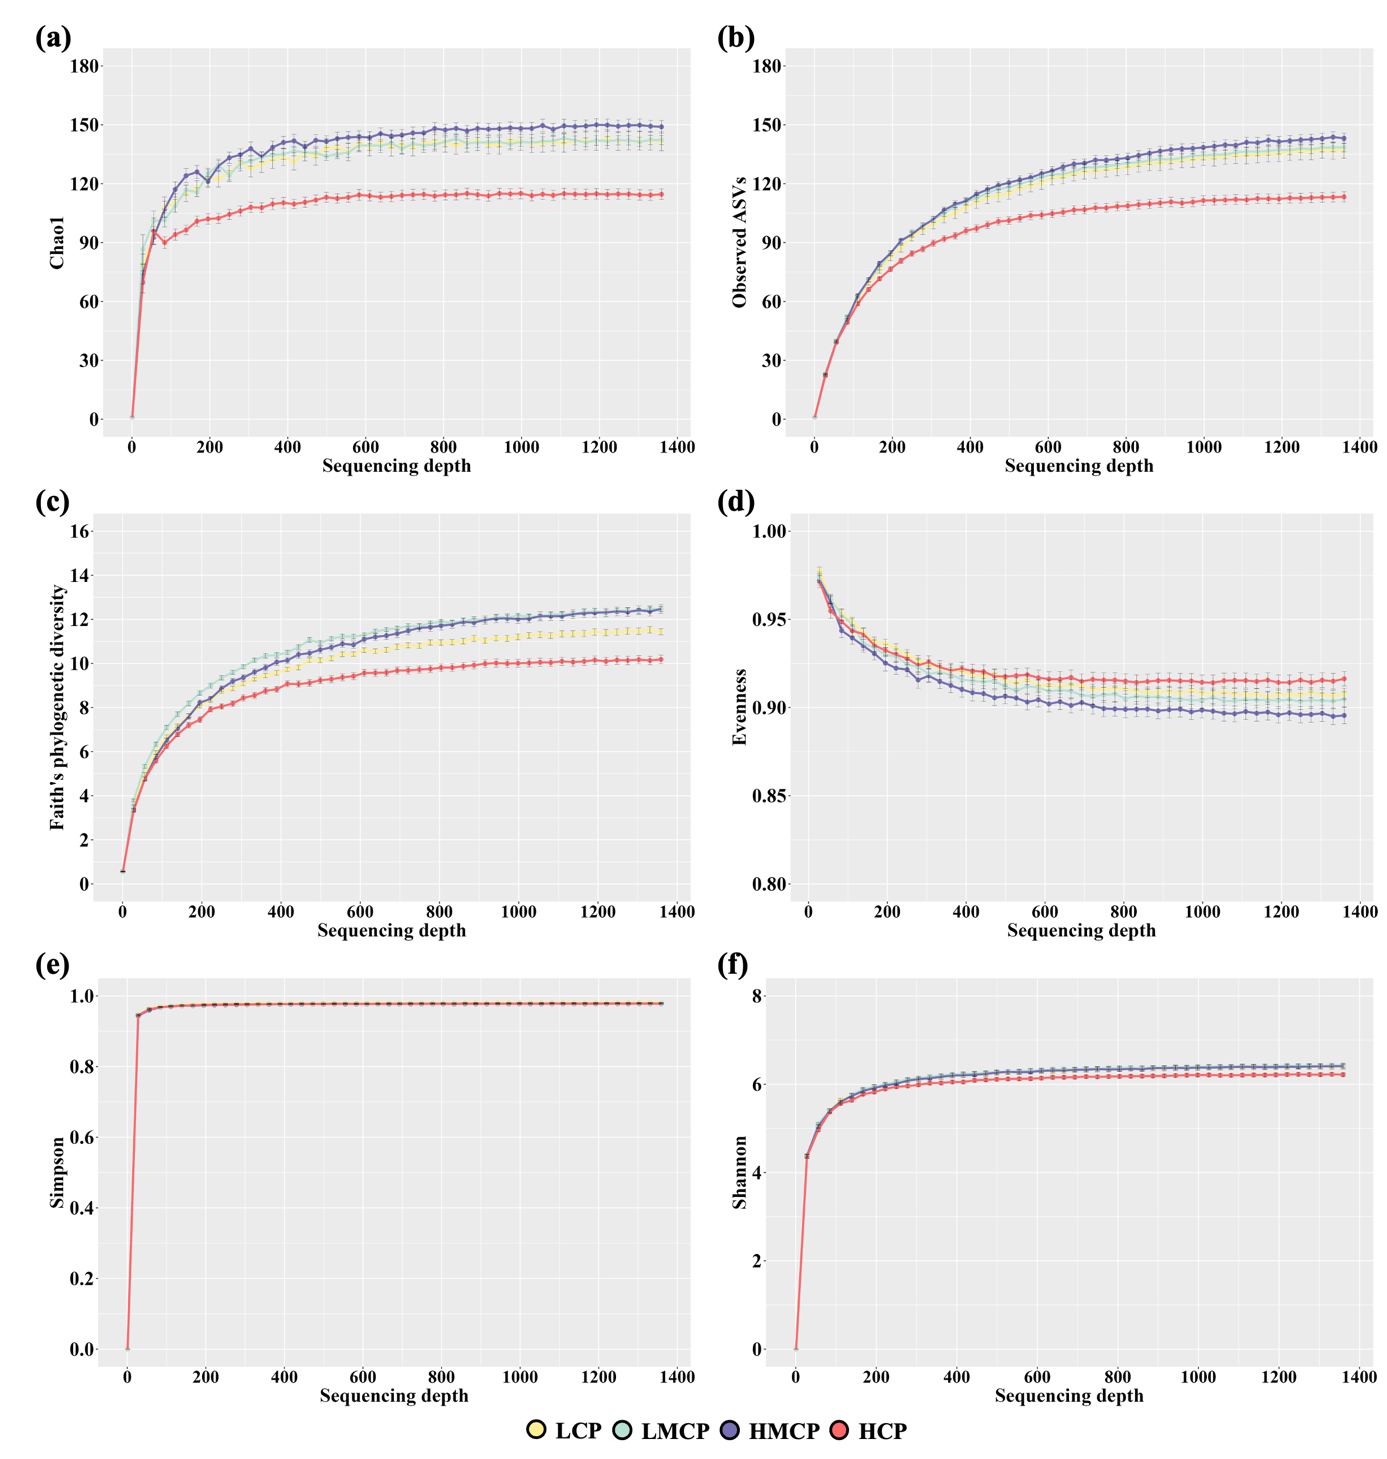 (a)
180
150
120
90
60
30
0
Chao1
0 200 400 600 800 1000 1200 1400
Sequencing depth
(b)
180
150
120
90
60
30
0
Observed ASVs
0 200 400 600 800 1000 1200 1400
Sequencing depth
(c)
16
14
12
10
8
6
4
2
0
Faith's phylogenetic diversity
0 200 400 600 800 1000 1200 1400
Sequencing depth
(d)
1.00
0.95
0.90
0.85
0.80
Evenness
0 200 400 600 800 1000 1200 1400
Sequencing depth
(e)
1.0
0.8
0.6
0.4
0.2
0.0
Simpson
0 200 400 600 800 1000 1200 1400
Sequencing depth
(f)
8
6
4
2
0
Shannon
0 200 400 600 800 1000 1200 1400
Sequencing depth
LCP LMCP HMCP HCP